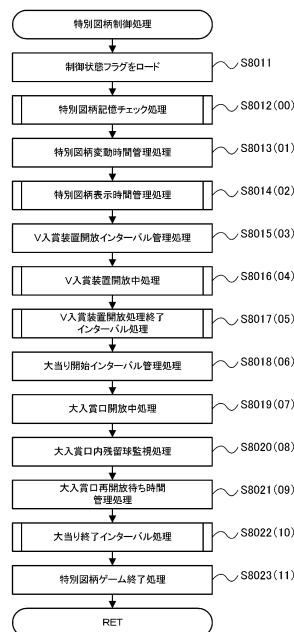 特別図柄制御処理
制御状態フラグをロード
S8011
特別図柄記憶チェック処理
S8012(00)
特別図柄変動時間管理処理
S8013(01)
特別図柄表示時間管理処理
S8014(02)
V入賞装置開放インターバル管理処理
S8015(03)
V入賞装置開放中処理
S8016(04)
V入賞装置開放処理終了
インターバル処理
S8017(05)
大当り開始インターバル管理処理
S8018(06)
大入賞口開放中処理
S8019(07)
大入賞口内残留球監視処理
S8020(08)
大入賞口再開放待ち時間
管理処理
S8021(09)
大当り終了インターバル処理
S8022(10)
特別図柄ゲーム終了処理
S8023(11)
RET